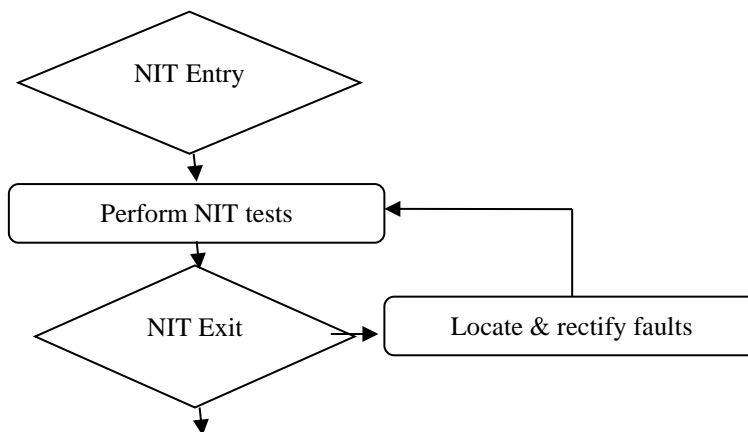 NIT Entry
Perform NIT tests
NIT Exit
Locate & rectify faults